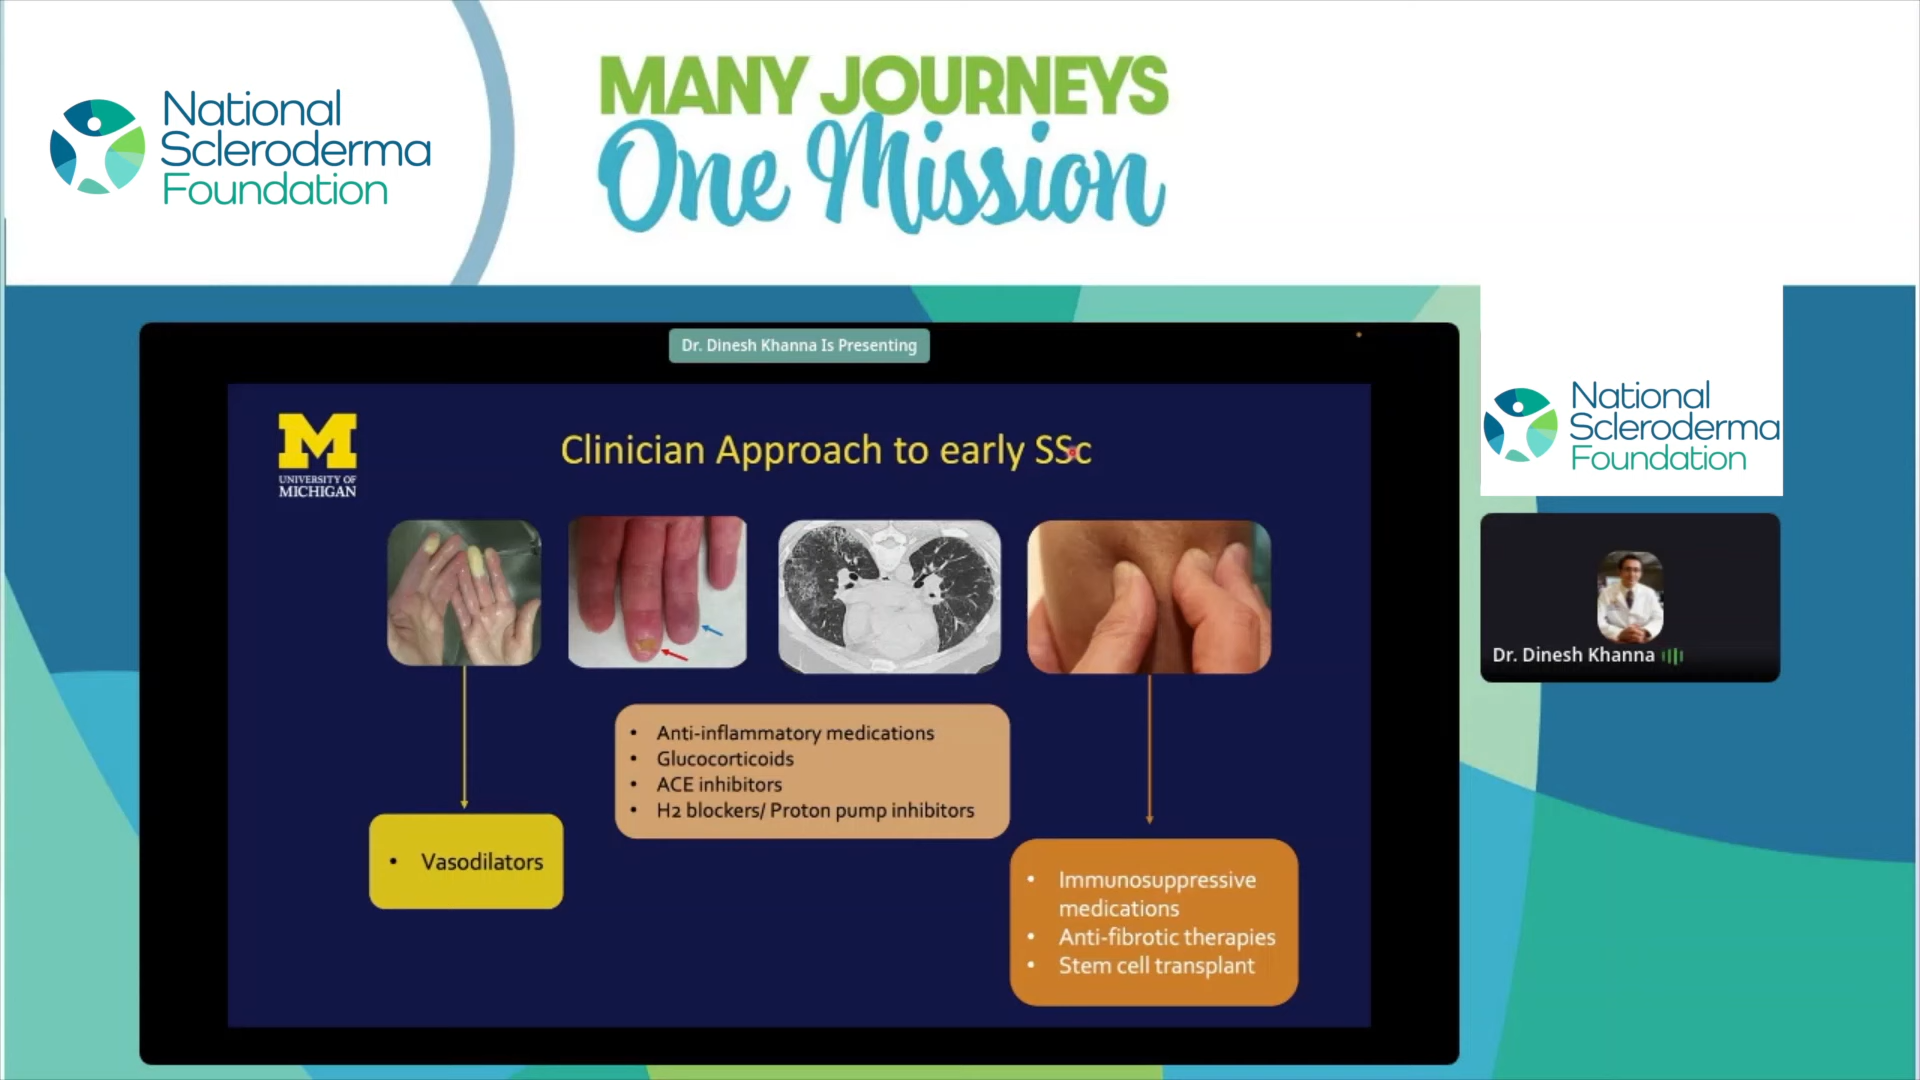 National
Scleroderma
Foundation
MANY JOURNEYS
One Mission
Dr. Dinesh Khanna Is Presenting
M
UNIVERSITY OF
MICHIGAN
Clinician Approach to early SSc
• Vasodilators
• Anti-inflammatory medications
• Glucocorticoids
• ACE inhibitors
• H2 blockers/ Proton pump inhibitors
• Immunosuppressive
medications
• Anti-fibrotic therapies
• Stem cell transplant
National
Scleroderma
Foundation
Dr. Dinesh Khanna